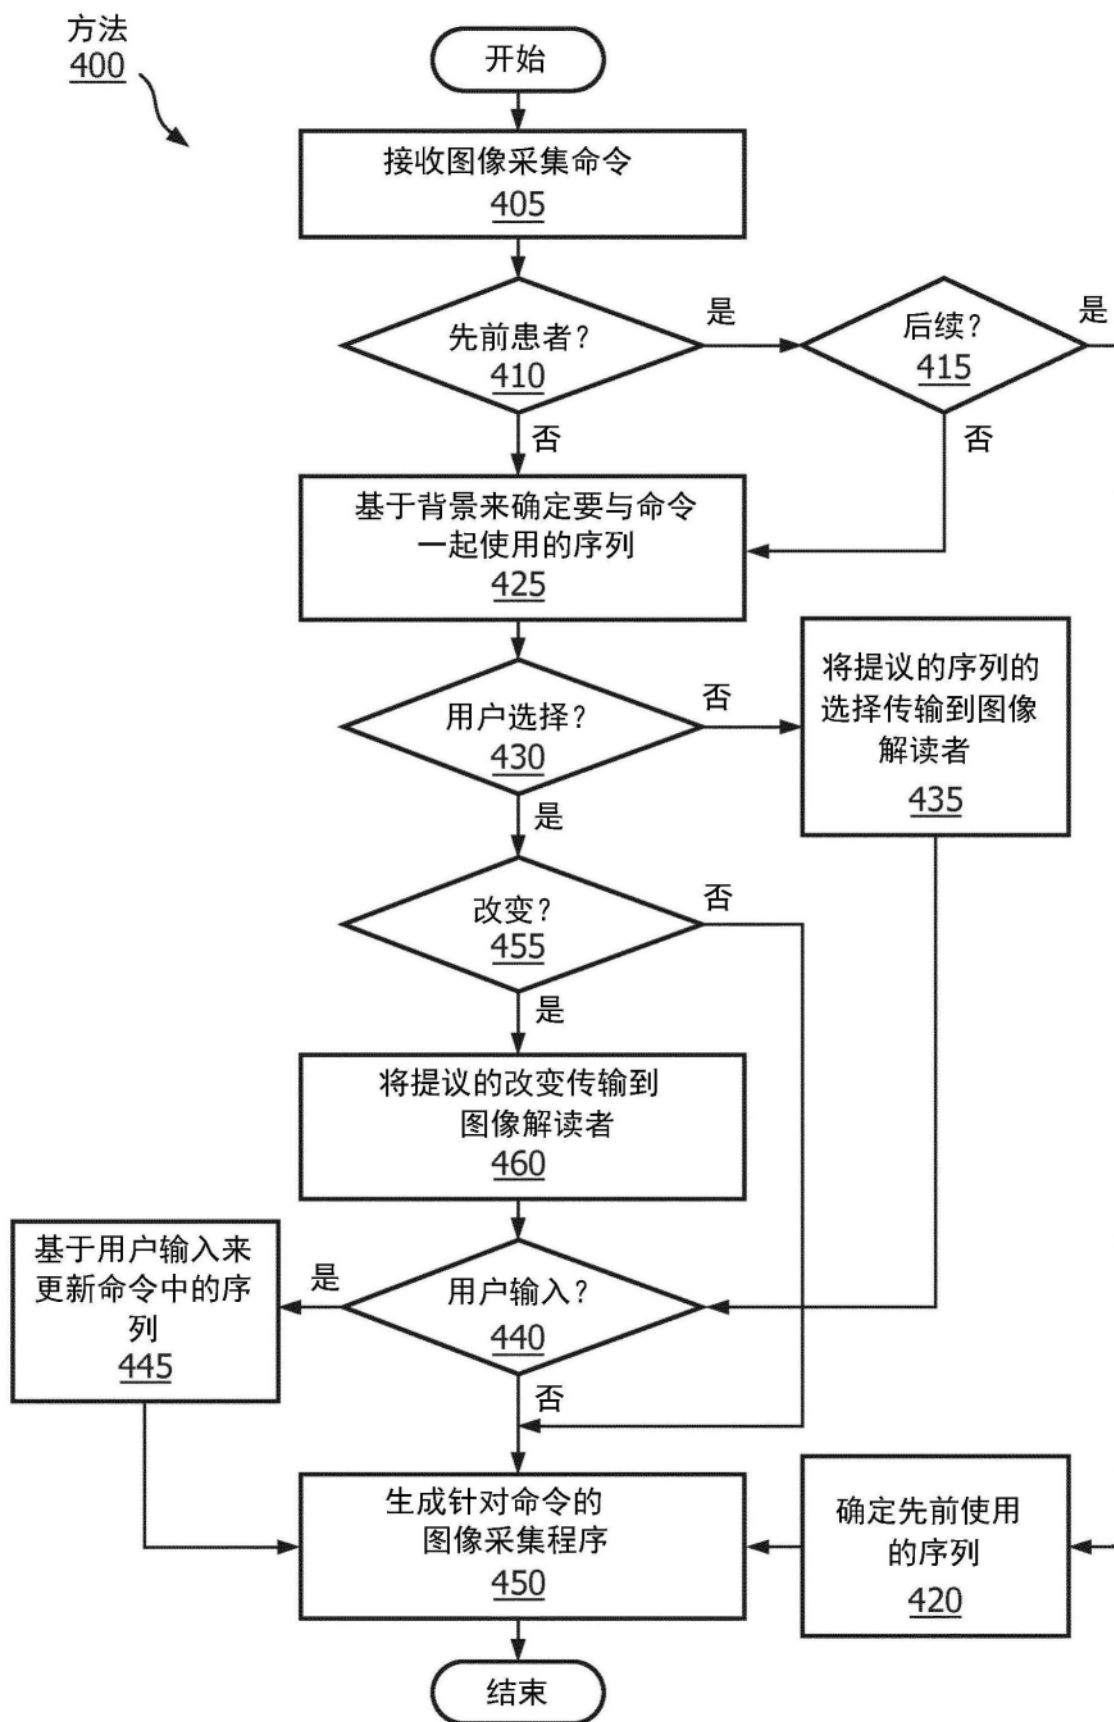 方法
400
开始
接收图像采集命令
405
先前患者?
410
是
后续?
415
是
否
否
基于背景来确定要与命令
一起使用的序列
425
用户选择?
430
否
将提议的序列的
选择传输到图像
解读者
435
是
改变?
455
否
是
将提议的改变传输到
图像解读者
460
基于用户输入来
更新命令中的序
列
445
是
用户输入?
440
否
生成针对命令的
图像采集程序
450
确定先前使用
的序列
420
结束